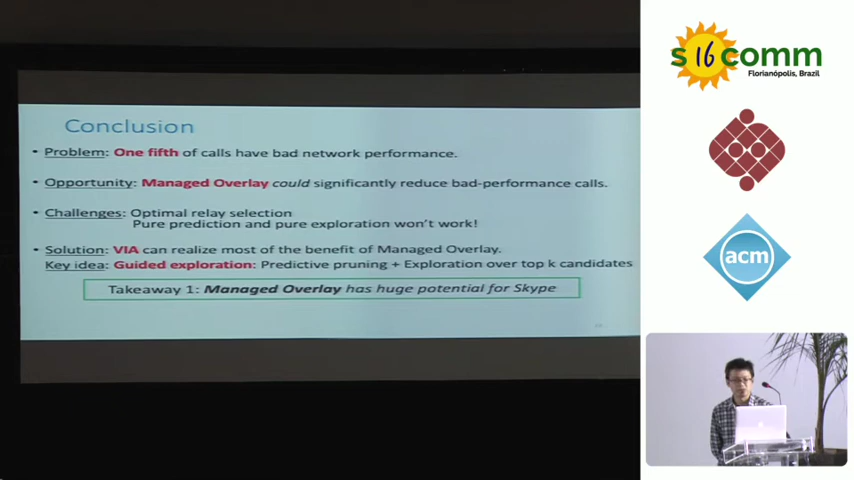 Conclusion
• Problem: One fifth of calls have bad network performance.
• Opportunity: Managed Overlay could significantly reduce bad-performance calls.
• Challenges: Optimal relay selection
Pure prediction and pure exploration won't work!
• Solution: VIA can realize most of the benefit of Managed Overlay.
Key idea: Guided exploration: Predictive pruning + Exploration over top k candidates
Takeaway 1: Managed Overlay has huge potential for Skype
s16comm
Florianópolis, Brazil
acm